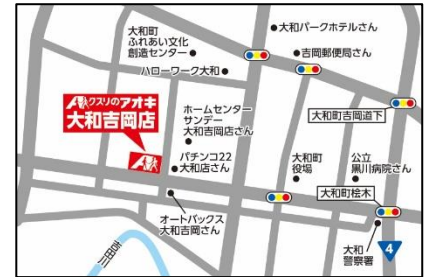 大和パークホテルさん
大和町
ふれあい文化
創造センター
吉岡郵便局さん
ハローワーク大和
クスリのアオキ
大和吉岡店
ホームセンター
サンデー
大和吉岡店さん
大和町吉岡道下
パチンコ22
大和店さん
大和町
役場
公立
黒川病院さん
大和町桧木
オートバックス
大和吉岡さん
大和
警察署
4
吉田川